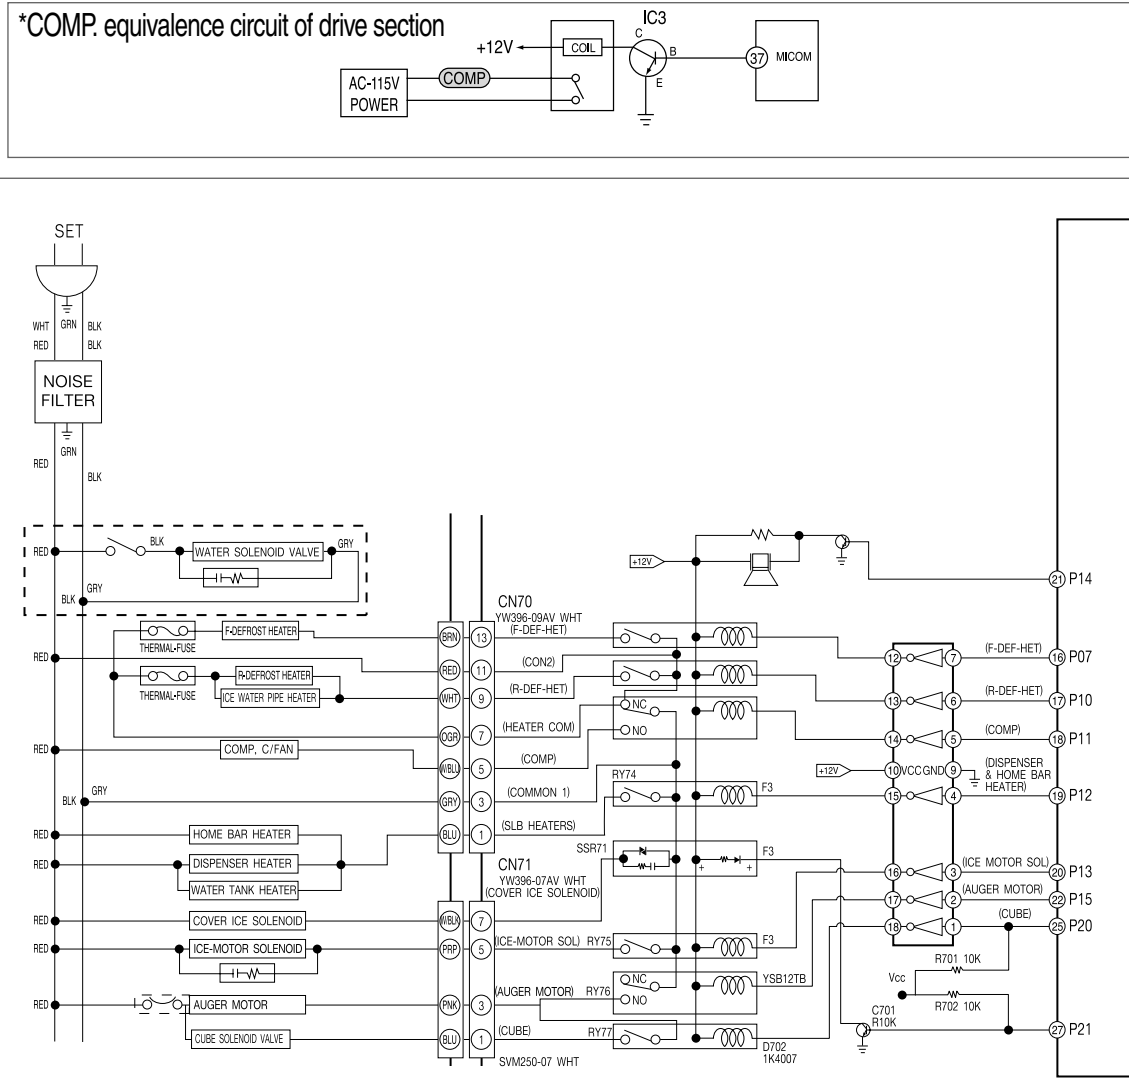 *COMP. equivalence circuit of drive section
IC3
C
+12V
COIL
B
37
MICOM
COMP
AC-115V
POWER
E
SET
WHT
GRN
BLK
RED
BLK
NOISE
FILTER
GRN
RED
BLK
RED
BLK
WATER SOLENOID VALVE
GRY
GRY
BLK
+12V
21 P14
CN70
YW396-09AV WHT
F-DEFROST HEATER
BRN
13
(F-DEF-HET)
THERMAL-FUSE
RED
RED
11
(CON2)
12
7
(F-DEF-HET)
16 P07
R-DEFROST HEATER
THERMAL-FUSE
ICE WATER PIPE HEATER
WHT
9
(R-DEF-HET)
13
6
(R-DEF-HET)
17 P10
NC
NO
OGR
7
(HEATER COM)
14
5
(COMP)
18 P11
RED
COMP, C/FAN
W/BLU
5
(COMP)
+12V
10
VCC
GND
9
(DISPENSER
& HOME BAR
HEATER)
RY74
F3
BLK
GRY
GRY
3
(COMMON 1)
15
4
19 P12
RED
HOME BAR HEATER
BLU
1
(SLB HEATERS)
RED
DISPENSER HEATER
WATER TANK HEATER
SSR71
+
+
F3
CN71
YW396-07AV WHT
(COVER ICE SOLENOID)
16
3
(ICE MOTOR SOL)
20 P13
17
2
(AUGER MOTOR)
22 P15
RED
COVER ICE SOLENOID
W/BLK
7
18
1
(CUBE)
25 P20
RED
ICE-MOTOR SOLENOID
PRP
5
(ICE-MOTOR SOL)
RY75
F3
R701 10K
Vcc
R702 10K
NC
YSB12TB
RED
AUGER MOTOR
PNK
3
(AUGER MOTOR)
RY76
NO
C701
R10K
27 P21
CUBE SOLENOID VALVE
BLU
1
(CUBE)
RY77
D702
1K4007
SVM250-07 WHT